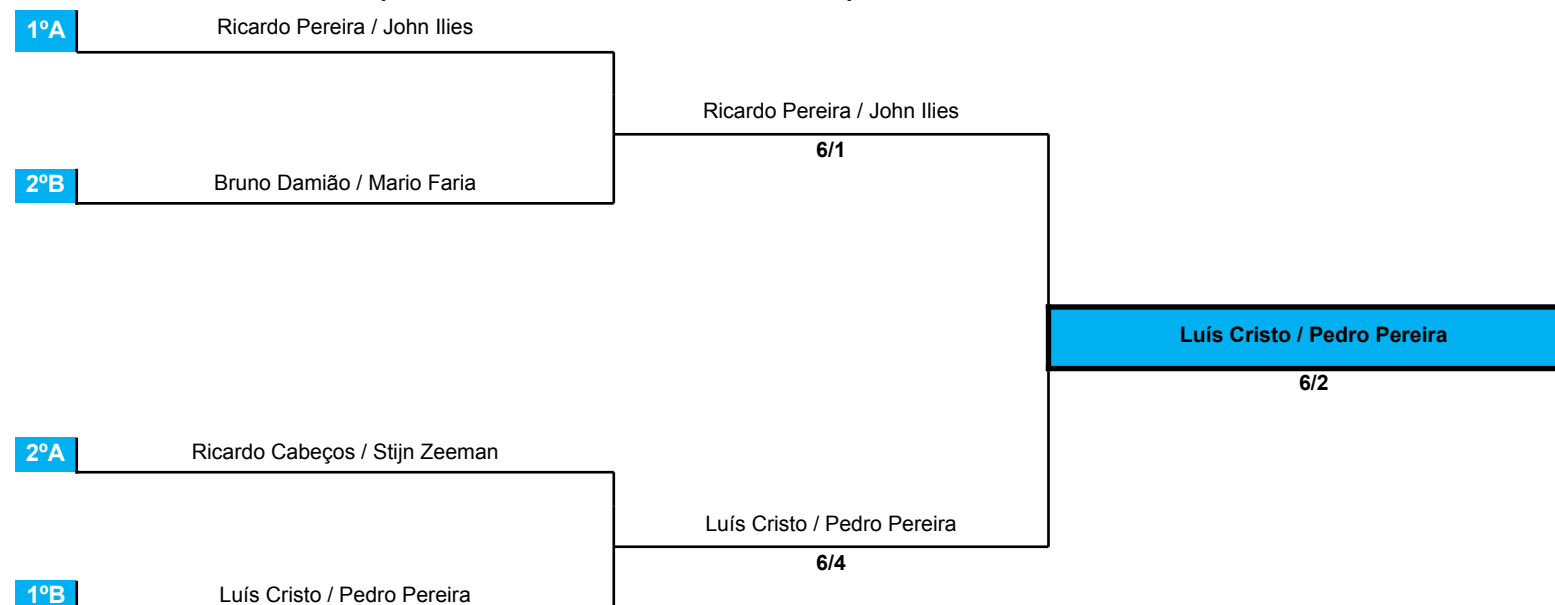 1ºA Ricardo Pereira / John Ilies
Ricardo Pereira / John Ilies
6/1
2ºB Bruno Damião / Mario Faria
Luís Cristo / Pedro Pereira
6/2
2ºA Ricardo Cabeços / Stijn Zeeman
Luís Cristo / Pedro Pereira
6/4
1ºB Luís Cristo / Pedro Pereira